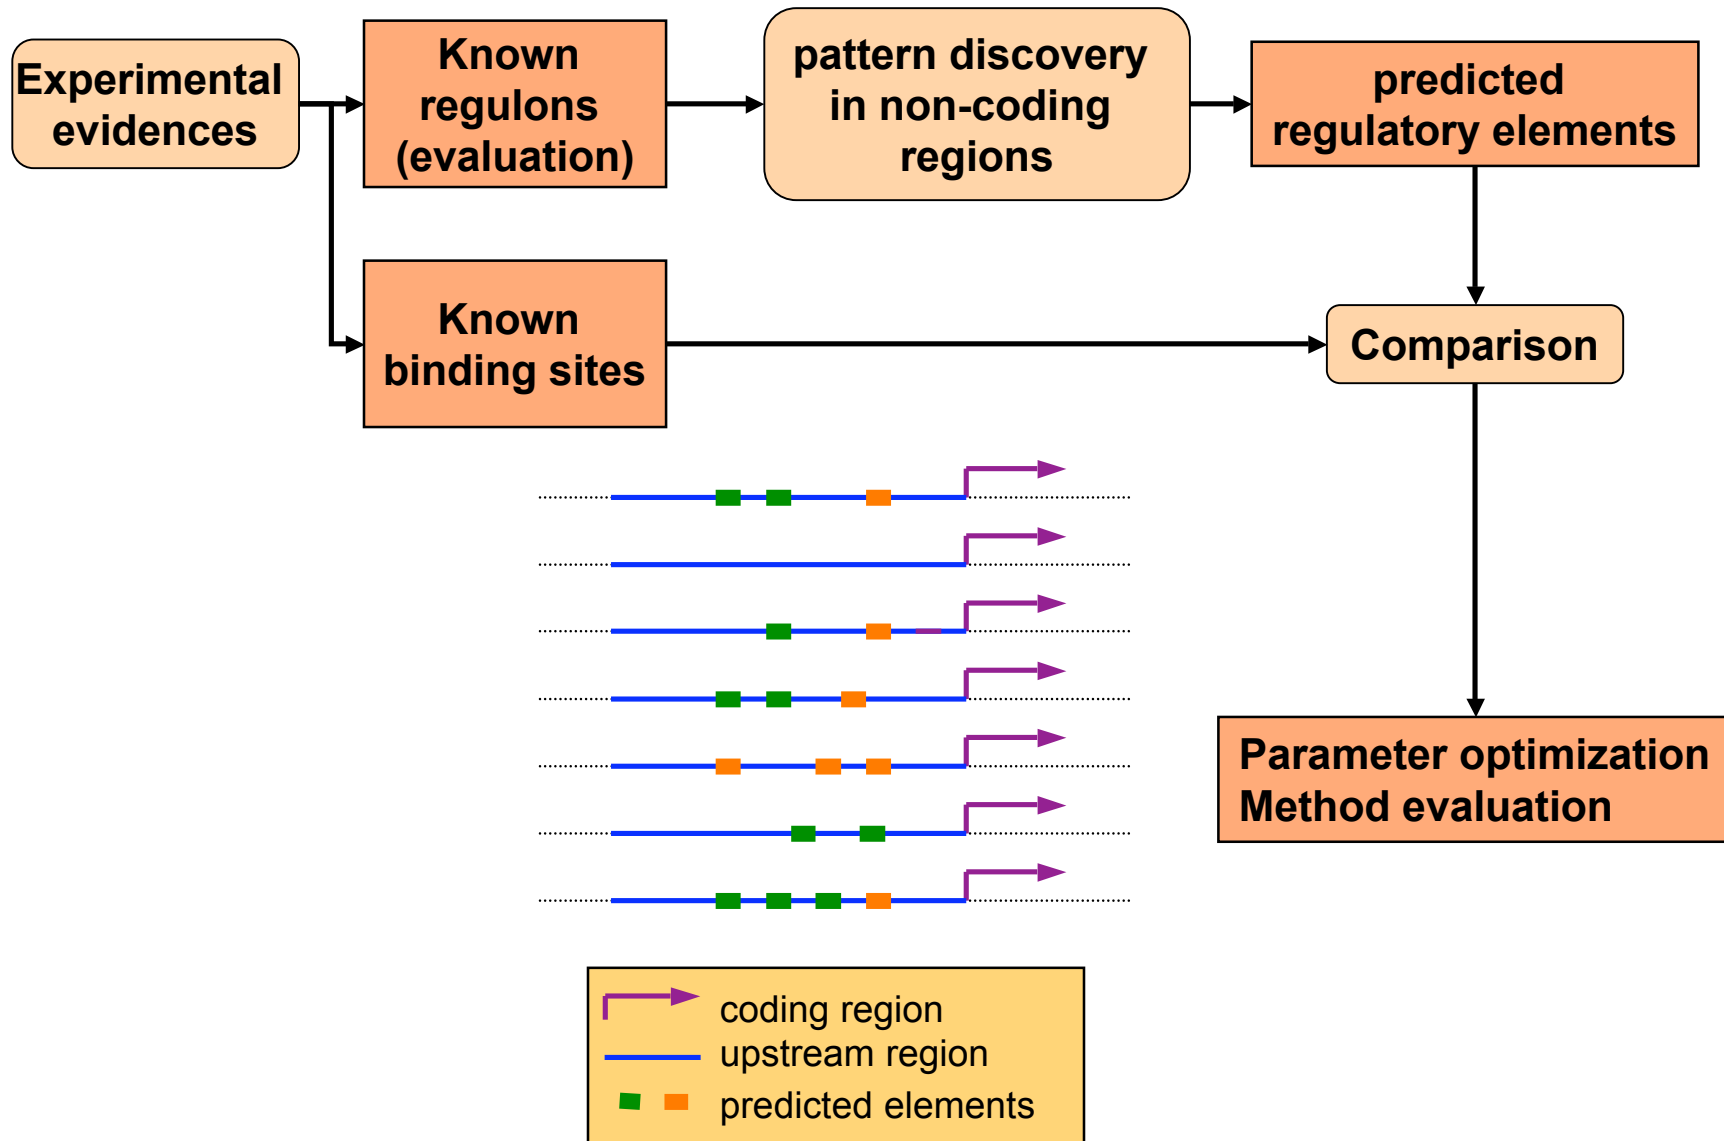 Experimental
evidences
Known
regulons
(evaluation)
pattern discovery
in non-coding
regions
predicted
regulatory elements
Known
binding sites
Comparison
Parameter optimization
Method evaluation
coding region
upstream region
predicted elements